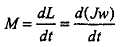 M = dL/dt = d(Jw)/dt